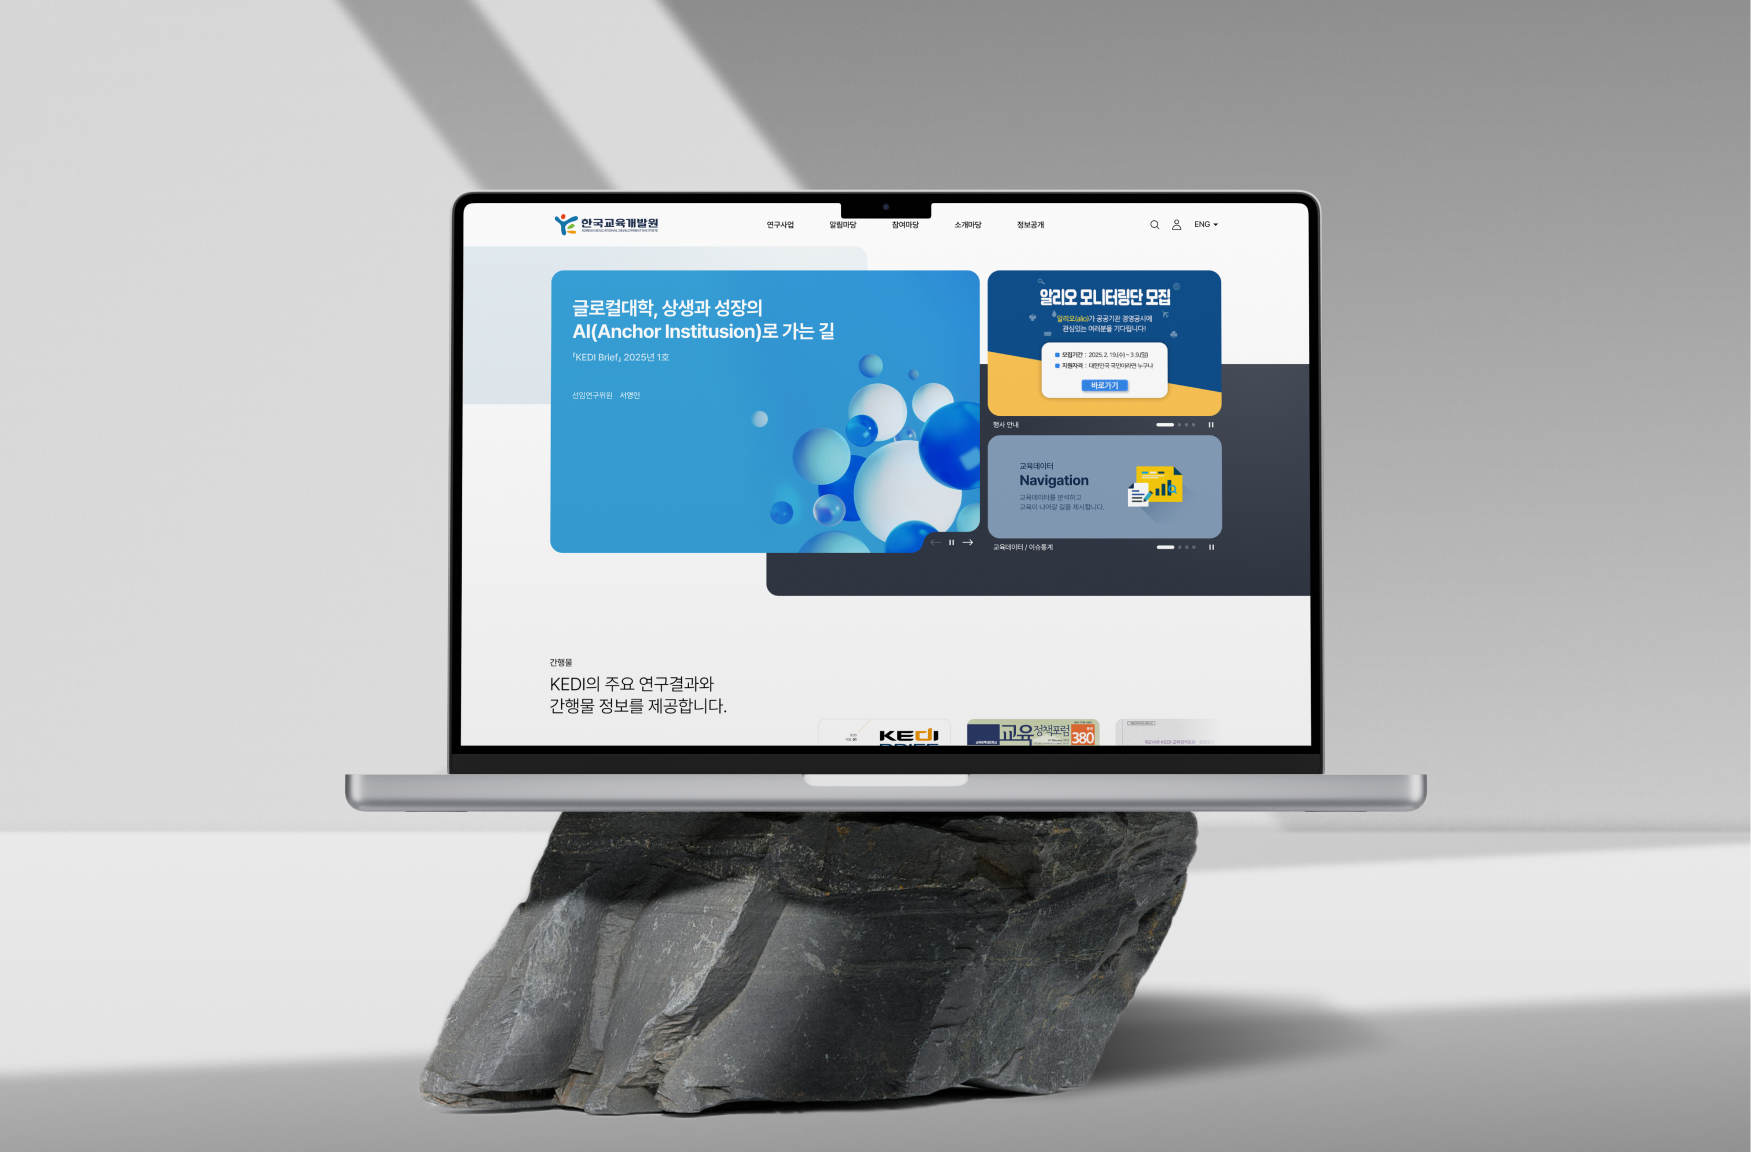 한국교육개발원
KOREAN EDUCATIONAL DEVELOPMENT INSTITUTE
연구사업 알림마당 참여마당 소개마당 정보공개
ENG
글로컬대학, 상생과 성장의
AI(Anchor Institusion)로 가는 길
「KEDI Brief」 2025년 1호
선임연구위원 서영인
알리오 모니터링단 모집
알리오(alio)가 공공기관 경영공시에
관심있는 여러분을 기다립니다!
모집기간 : 2025. 2. 19.(수) ~ 3.9.(일)
지원자격 : 대한민국 국민이라면 누구나
바로가기
행사 안내
교육데이터
Navigation
교육데이터를 분석하고
교육이 나아갈 길을 제시합니다.
교육데이터 / 이슈통계
간행물
KEDI의 주요 연구결과와
간행물 정보를 제공합니다.
KEDI
BRIEF
교육정책포럼
380